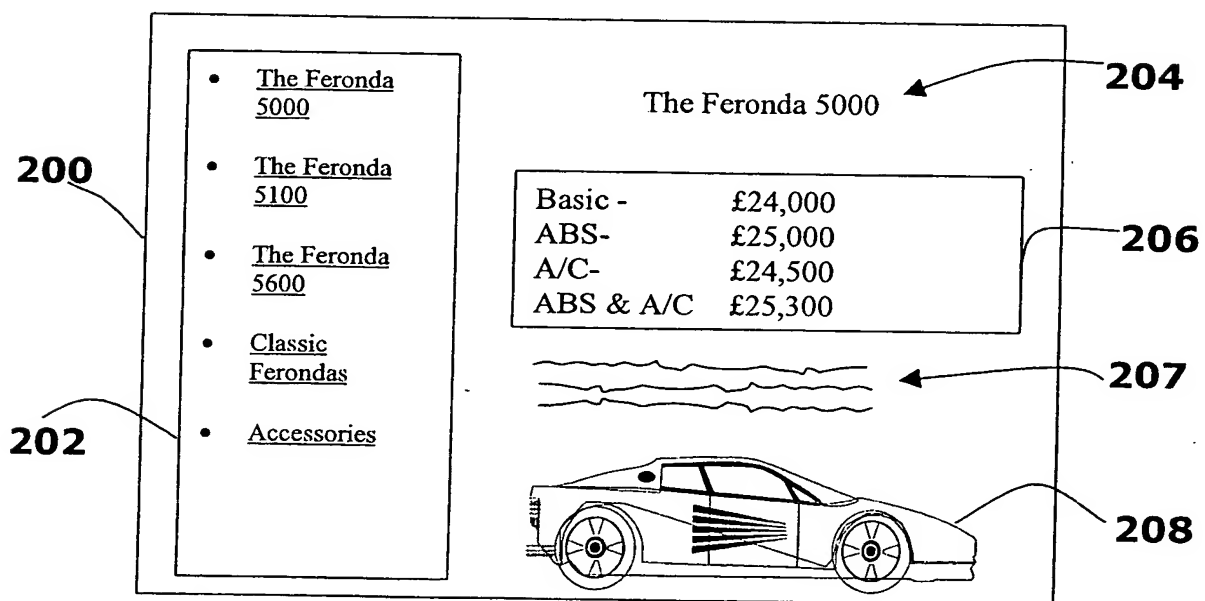 200
202
• The Feronda
5000
• The Feronda
5100
• The Feronda
5600
• Classic
Ferondas
• Accessories
The Feronda 5000
204
Basic - £24,000
ABS- £25,000
A/C- £24,500
ABS & A/C £25,300
206
207
208